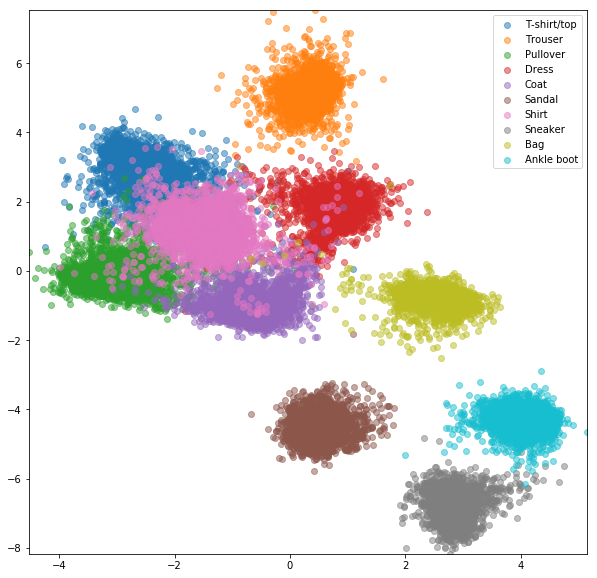 T-shirt/top
Trouser
Pullover
Dress
Coat
Sandal
Shirt
Sneaker
Bag
Ankle boot
6
4
2
0
−2
−4
−6
−8
−4 −2 0 2 4